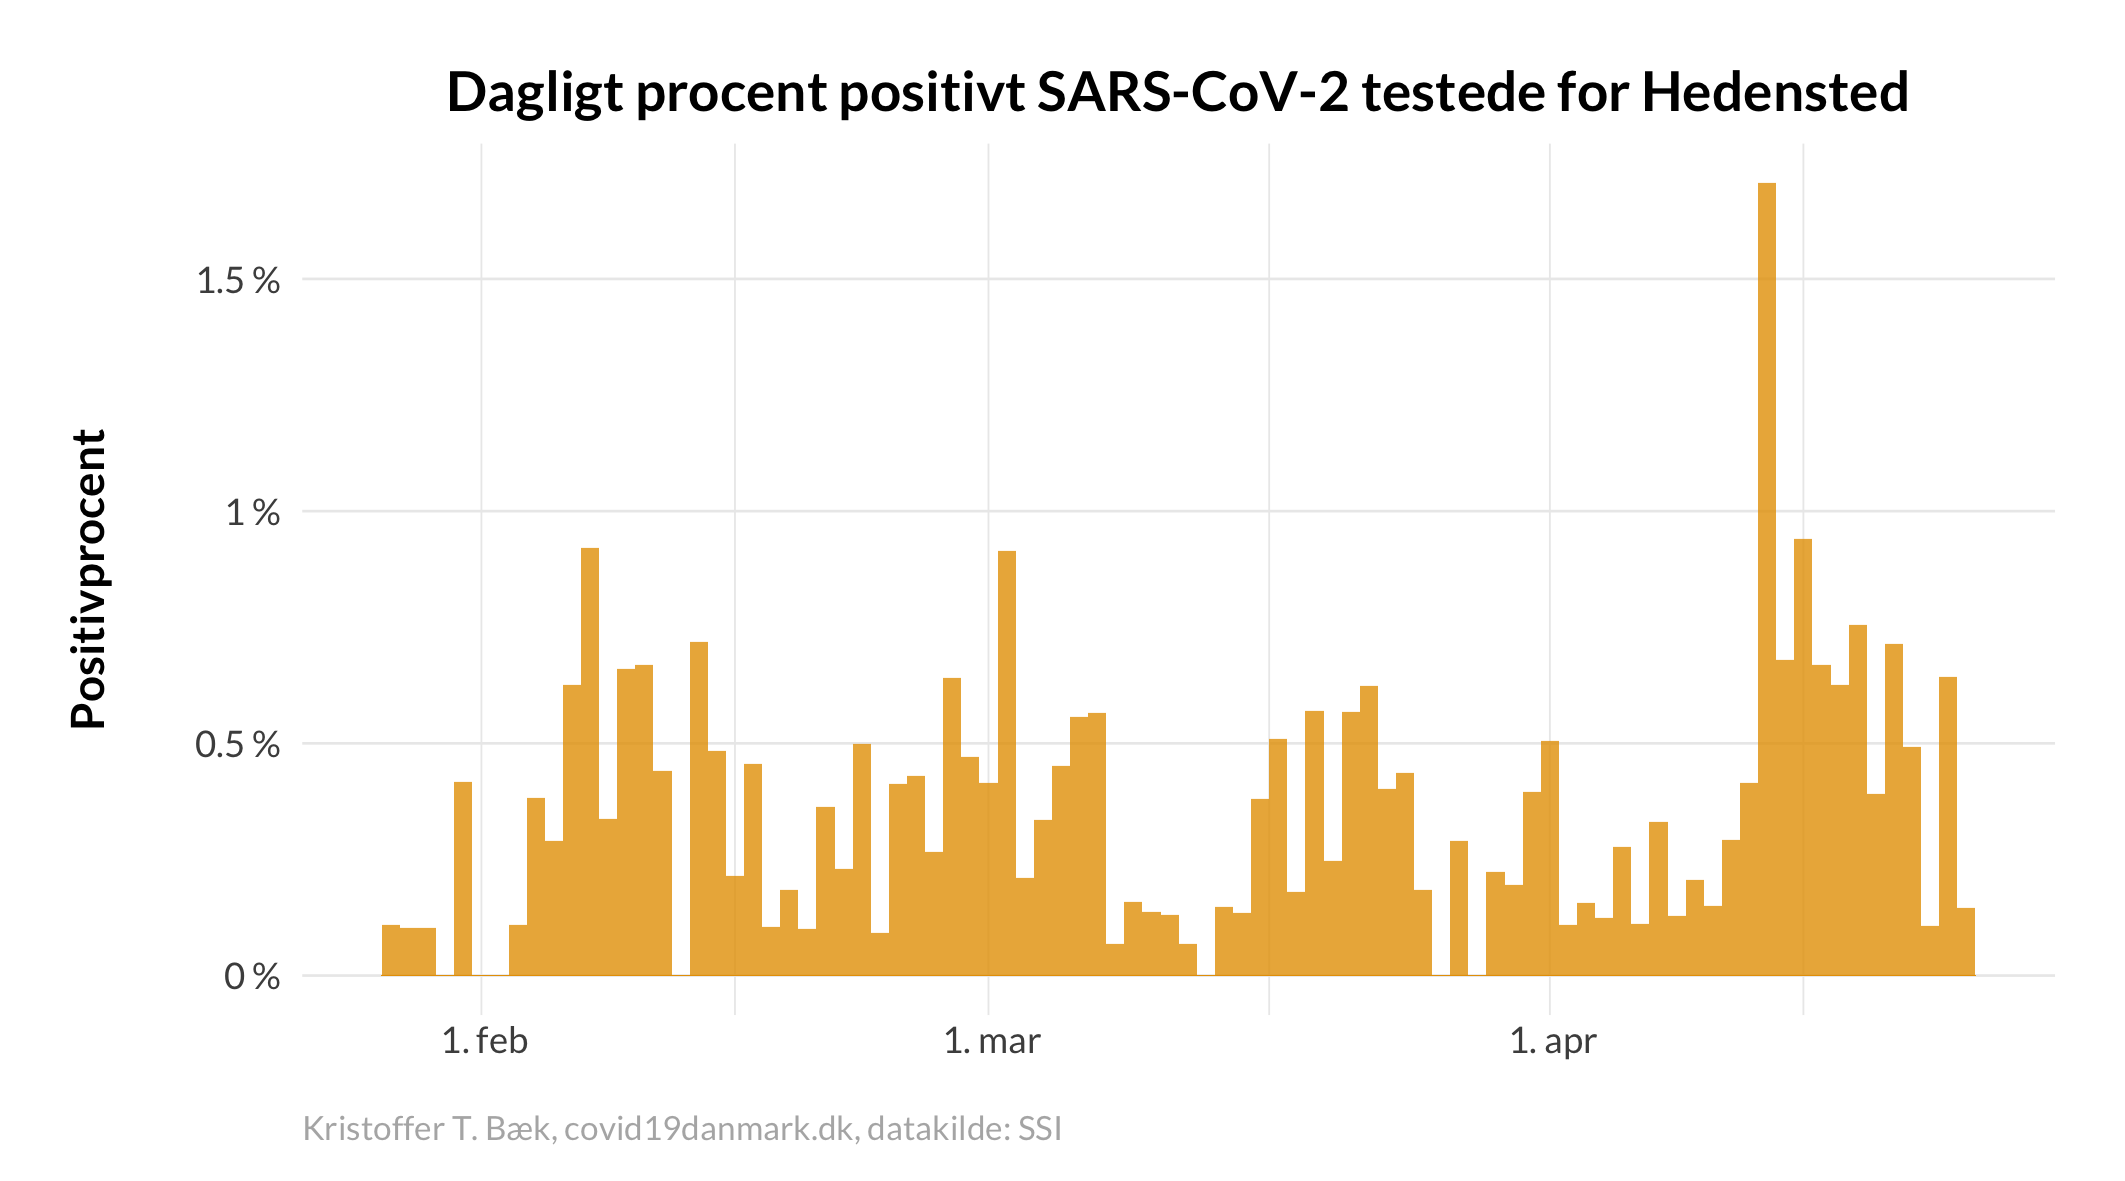 Dagligt procent positivt SARS-CoV-2 testede for Hedensted
Positivprocent
1.5 %
1 %
0.5 %
0 %
1. feb
1. mar
1. apr
Kristoffer T. Bæk, covid19danmark.dk, datakilde: SSI